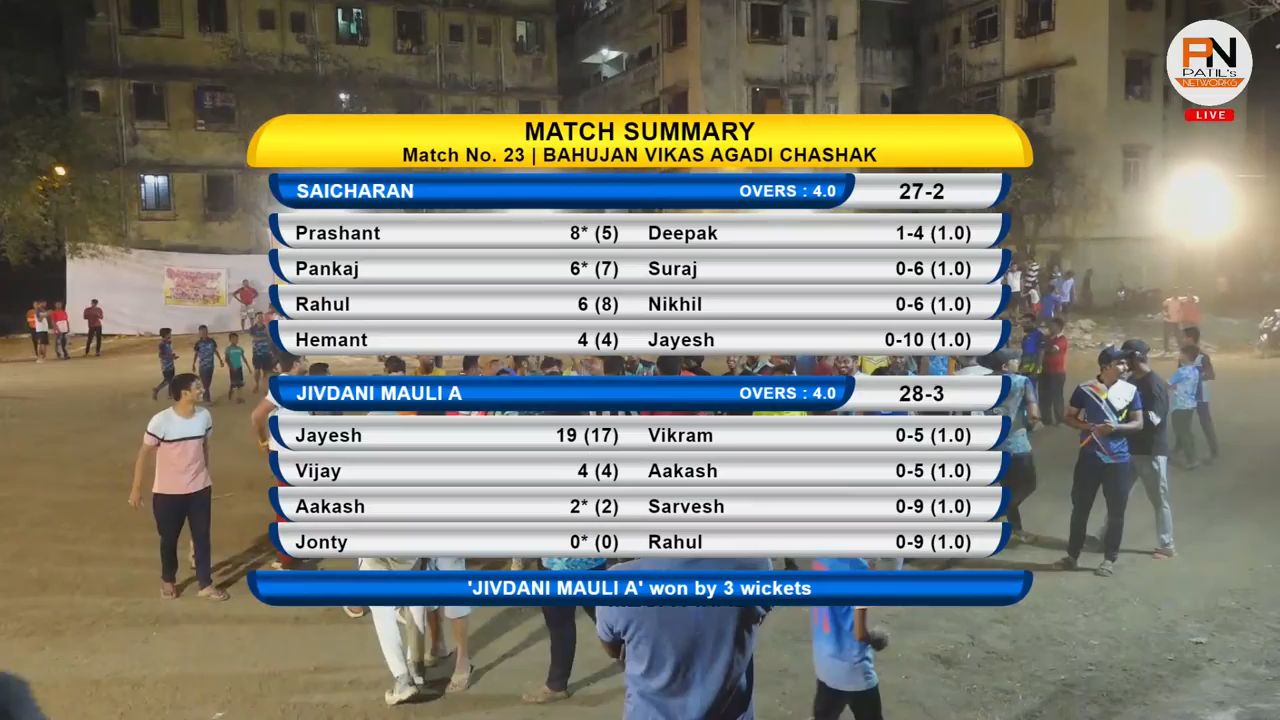 PN
PATIL's
NETWORKS
LIVE
MATCH SUMMARY
Match No. 23 | BAHUJAN VIKAS AGADI CHASHAK
SAICHARAN OVERS : 4.0 27-2
Prashant 8* (5) Deepak 1-4 (1.0)
Pankaj 6* (7) Suraj 0-6 (1.0)
Rahul 6 (8) Nikhil 0-6 (1.0)
Hemant 4 (4) Jayesh 0-10 (1.0)
JIVDANI MAULI A OVERS : 4.0 28-3
Jayesh 19 (17) Vikram 0-5 (1.0)
Vijay 4 (4) Aakash 0-5 (1.0)
Aakash 2* (2) Sarvesh 0-9 (1.0)
Jonty 0* (0) Rahul 0-9 (1.0)
'JIVDANI MAULI A' won by 3 wickets